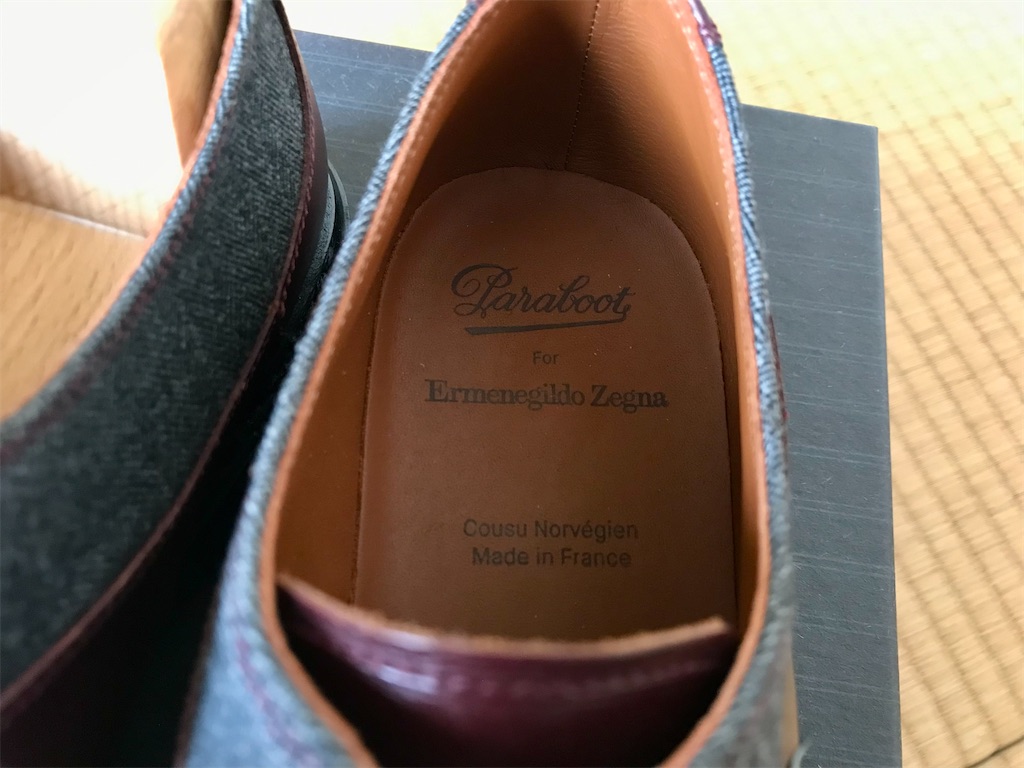 Paraboot
For
Ermenegildo Zegna
Cousu Norvégien
Made in France